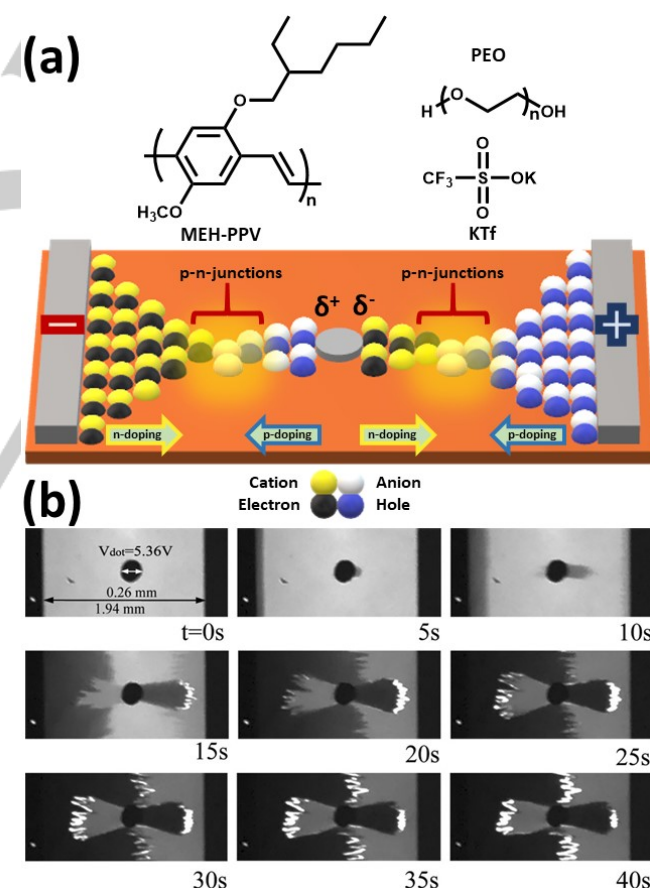 (a)
PEO
O
H
O
n
OH
O
CF3
S
OK
O
H3CO
n
MEH-PPV
KTf
p-n-junctions
p-n-junctions
δ+ δ-
−
+
n-doping
p-doping
n-doping
p-doping
Cation
Anion
Electron
Hole
(b)
Vdot=5.36V
0.26 mm
1.94 mm
t=0s
5s
10s
15s
20s
25s
30s
35s
40s